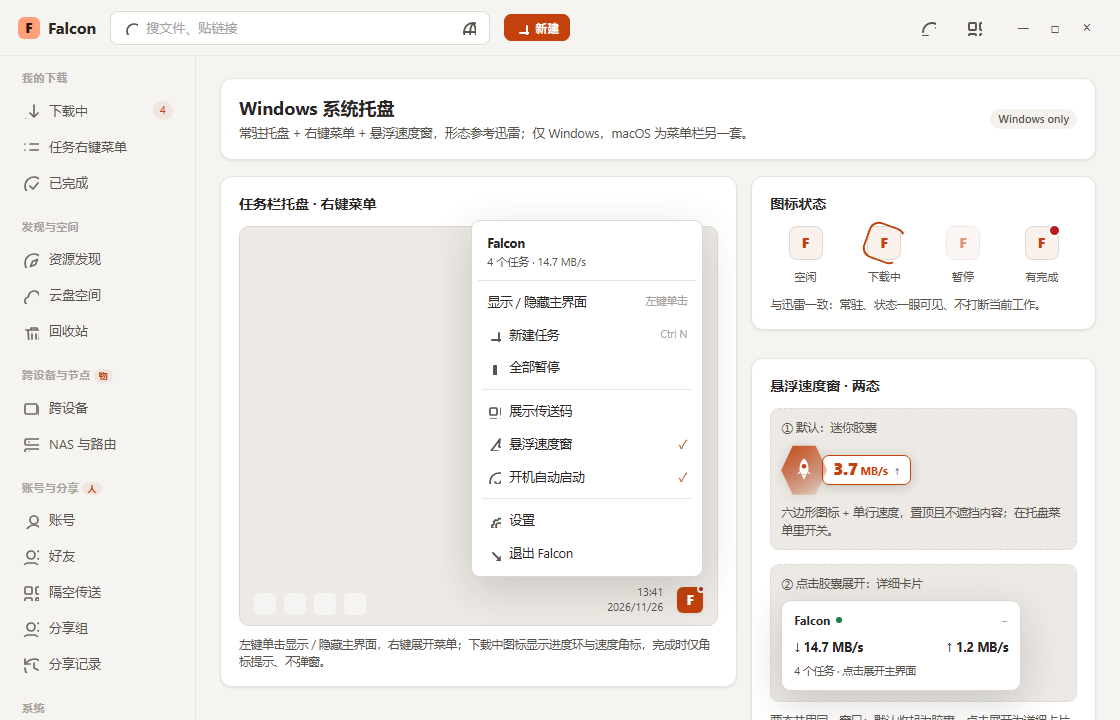 F Falcon
搜文件、贴链接
新建
我的下载
下载中 4
任务右键菜单
已完成
发现与空间
资源发现
云盘空间
回收站
跨设备与节点 物
跨设备
NAS 与路由
账号与分享 人
账号
好友
隔空传送
分享组
分享记录
系统
Windows 系统托盘
常驻托盘 + 右键菜单 + 悬浮速度窗，形态参考迅雷；仅 Windows，macOS 为菜单栏另一套。
Windows only
任务栏托盘 · 右键菜单
Falcon
4 个任务 · 14.7 MB/s
显示 / 隐藏主界面 左键单击
新建任务 Ctrl N
全部暂停
展示传送码
悬浮速度窗 ✓
开机自动启动 ✓
设置
退出 Falcon
13:41
2026/11/26
F
左键单击显示 / 隐藏主界面，右键展开菜单；下载中图标显示进度环与速度角标，完成时仅角
标提示、不弹窗。
图标状态
F F F F
空闲 下载中 暂停 有完成
与迅雷一致：常驻、状态一眼可见、不打断当前工作。
悬浮速度窗 · 两态
① 默认：迷你胶囊
3.7 MB/s ↑
六边形图标 + 单行速度，置顶且不遮挡内容；在托盘菜
单里开关。
② 点击胶囊展开：详细卡片
Falcon –
↓ 14.7 MB/s ↑ 1.2 MB/s
4 个任务 · 点击展开主界面